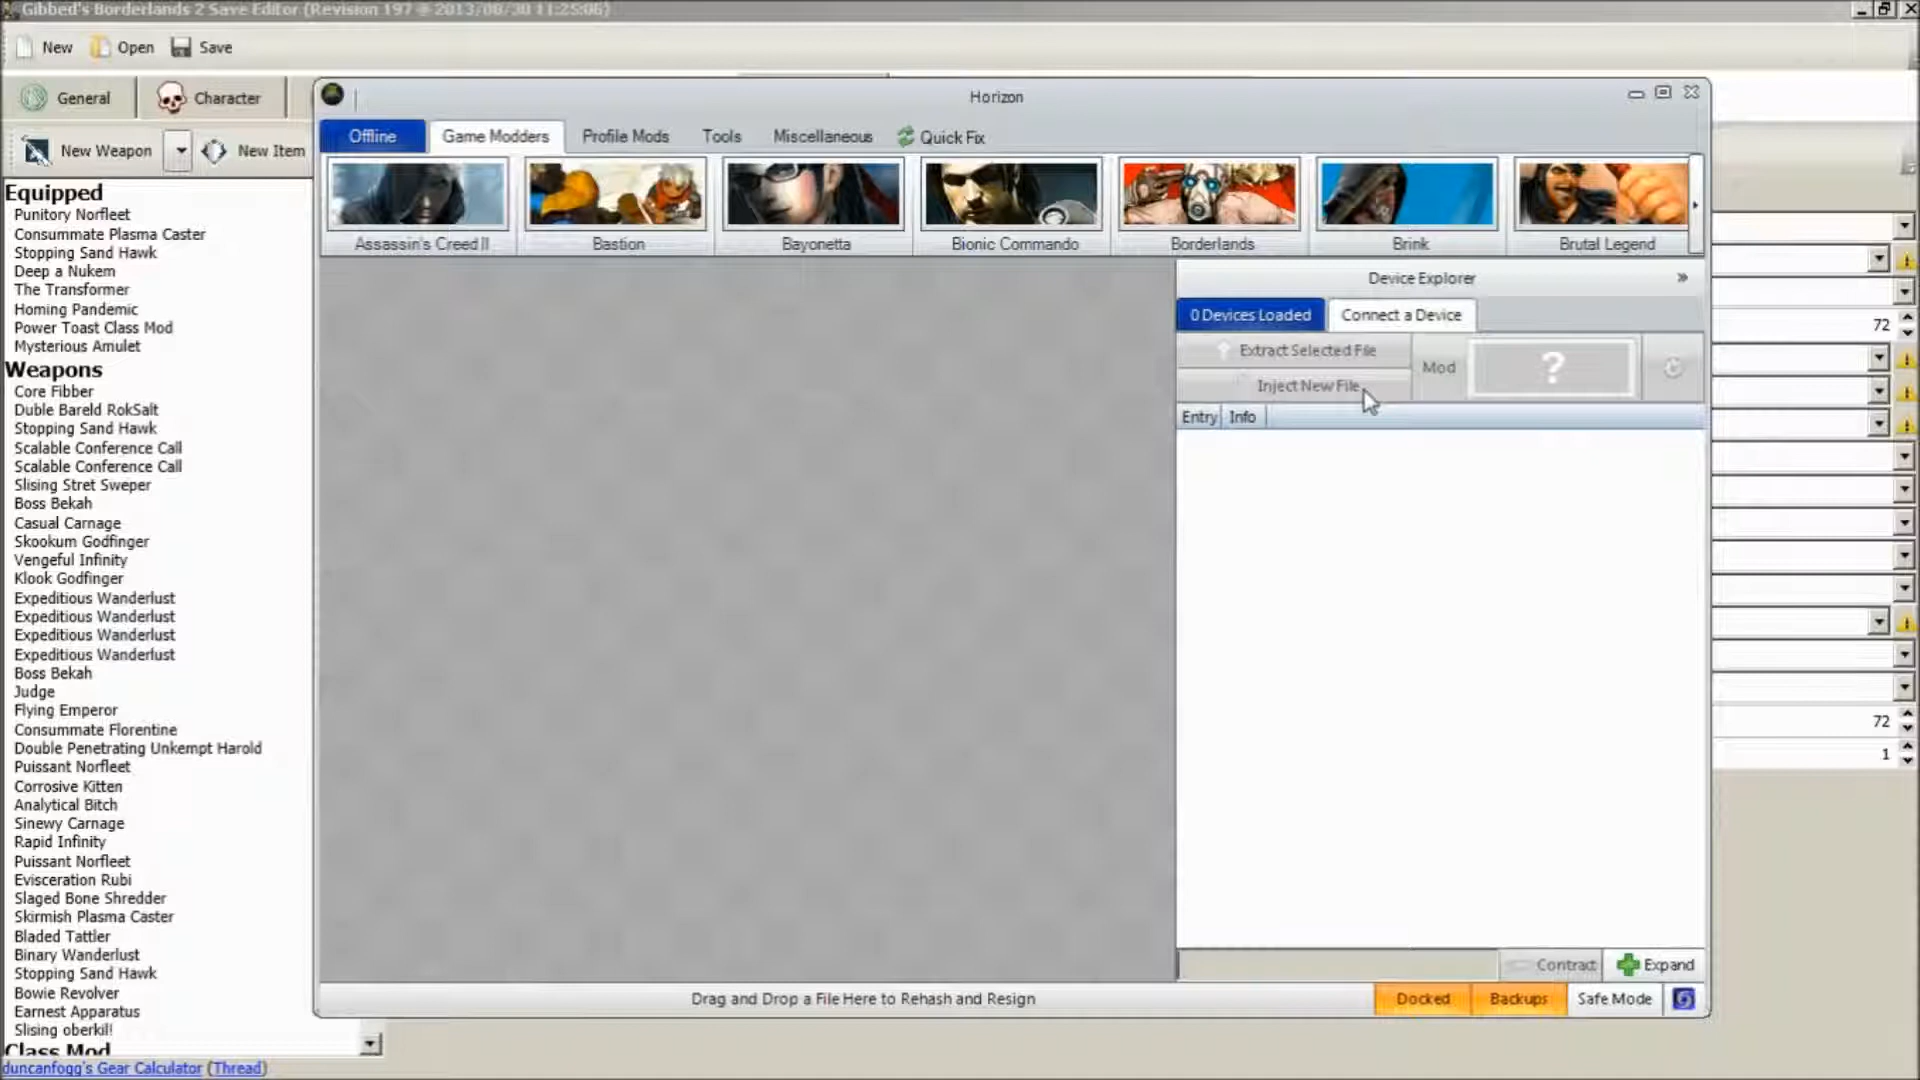 Gibbed's Borderlands 2 Save Editor (Revision 197 @ 2013/08/30 11:25:06)
New Open Save
General Character
New Weapon New Item
Equipped
Punitory Norfleet
Consummate Plasma Caster
Stopping Sand Hawk
Deep a Nukem
The Transformer
Homing Pandemic
Power Toast Class Mod
Mysterious Amulet
Weapons
Core Fibber
Duble Bareld RokSalt
Stopping Sand Hawk
Scalable Conference Call
Scalable Conference Call
Slising Stret Sweper
Boss Bekah
Casual Carnage
Skookum Godfinger
Vengeful Infinity
Klook Godfinger
Expeditious Wanderlust
Expeditious Wanderlust
Expeditious Wanderlust
Expeditious Wanderlust
Boss Bekah
Judge
Flying Emperor
Consummate Florentine
Double Penetrating Unkempt Harold
Puissant Norfleet
Corrosive Kitten
Analytical Bitch
Sinewy Carnage
Rapid Infinity
Puissant Norfleet
Evisceration Rubi
Slaged Bone Shredder
Skirmish Plasma Caster
Bladed Tattler
Binary Wanderlust
Stopping Sand Hawk
Bowie Revolver
Earnest Apparatus
Slising oberkil!
Class Mod
duncanfogg's Gear Calculator (Thread)
Horizon
Offline Game Modders Profile Mods Tools Miscellaneous Quick Fix
Assassin's Creed II Bastion Bayonetta Bionic Commando Borderlands Brink Brutal Legend
Device Explorer »
0 Devices Loaded Connect a Device
Extract Selected File
Inject New File
Mod ?
Entry Info
Contract Expand
Drag and Drop a File Here to Rehash and Resign
Docked Backups Safe Mode
72
72
1